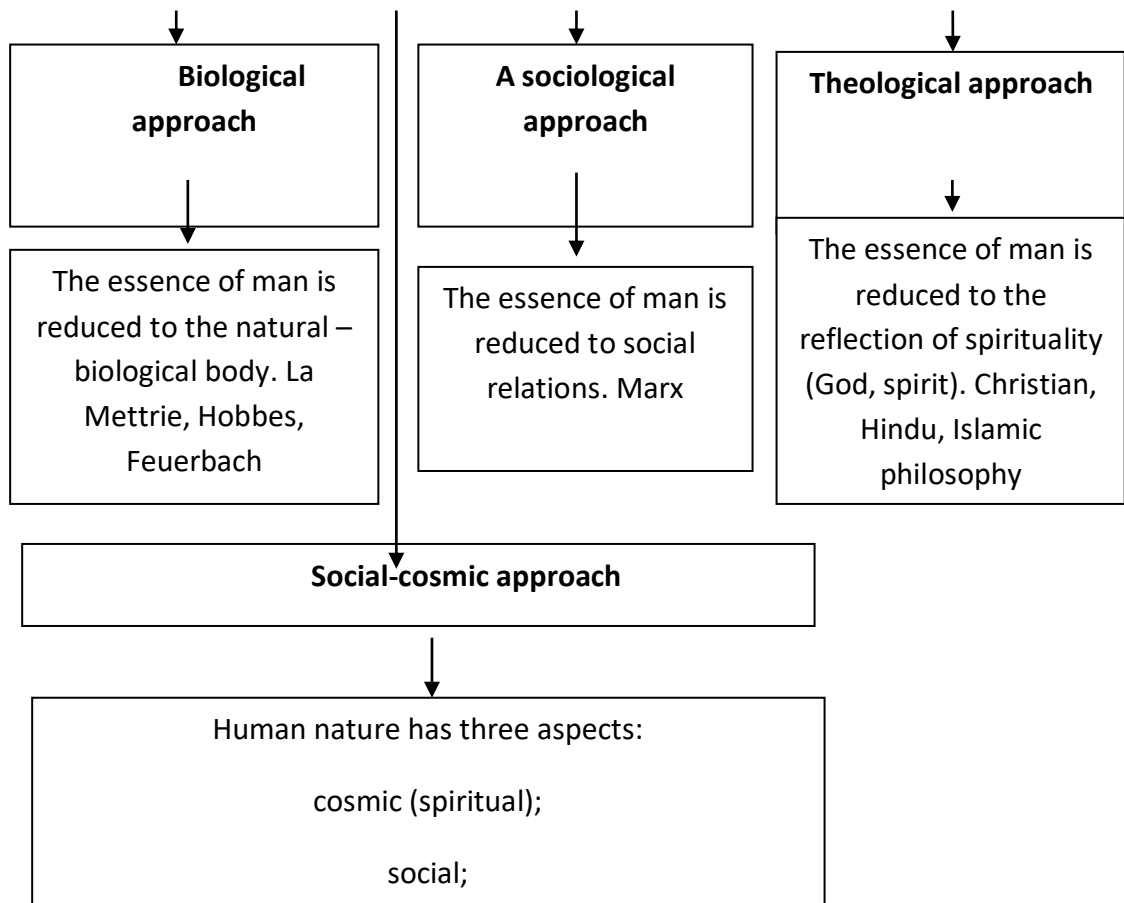 Biological
approach
The essence of man is
reduced to the natural –
biological body. La
Mettrie, Hobbes,
Feuerbach
A sociological
approach
The essence of man is
reduced to social
relations. Marx
Theological approach
The essence of man is
reduced to the
reflection of spirituality
(God, spirit). Christian,
Hindu, Islamic
philosophy
Social-cosmic approach
Human nature has three aspects:
cosmic (spiritual);
social;